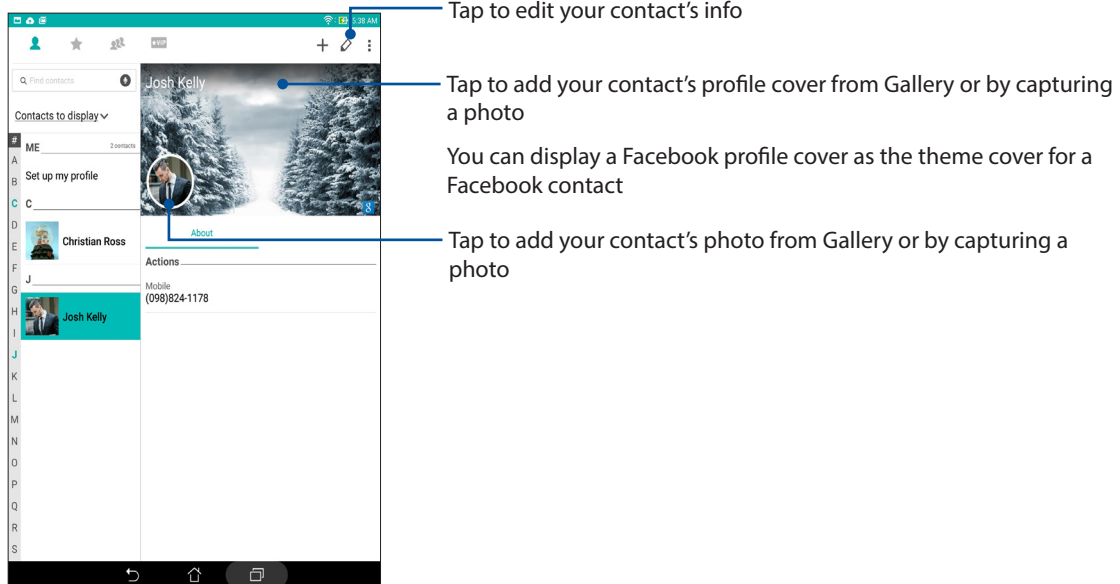 Tap to edit your contact's info
5:38 AM
VIP
Find contacts
Josh Kelly
Tap to add your contact's profile cover from Gallery or by capturing
a photo
Contacts to display
#
ME
2 contacts
You can display a Facebook profile cover as the theme cover for a
Facebook contact
A
B
Set up my profile
C
C
8
D
About
Tap to add your contact's photo from Gallery or by capturing a
photo
E
Christian Ross
Actions
F
J
G
Mobile
(098)824-1178
H
Josh Kelly
I
J
K
L
M
N
O
P
Q
R
S